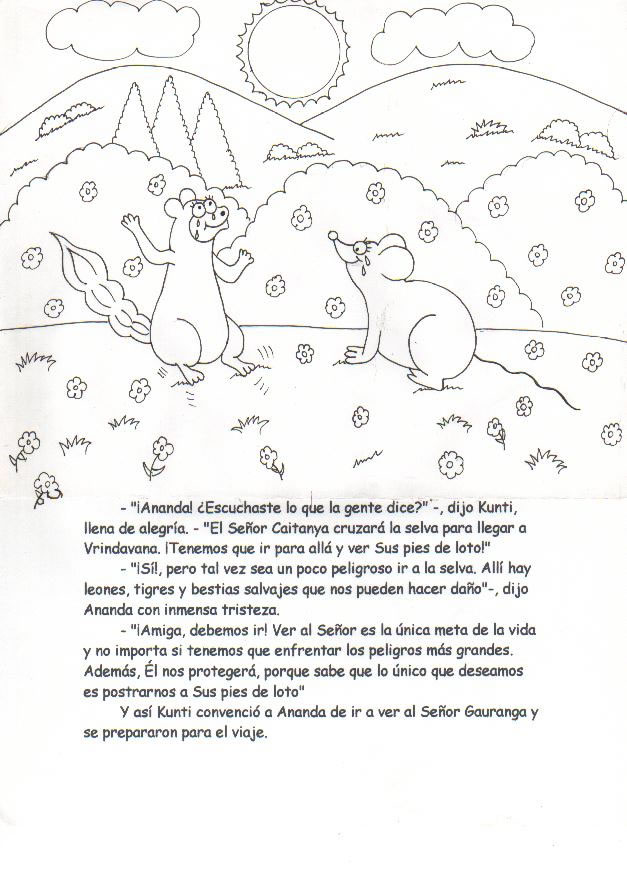 - "¡Ananda! ¿Escuchaste lo que la gente dice?"-, dijo Kunti,
llena de alegría. - "El Señor Caitanya cruzará la selva para llegar a
Vrindavana. ¡Tenemos que ir para allá y ver Sus pies de loto!"
- "¡Sí!, pero tal vez sea un poco peligroso ir a la selva. Allí hay
leones, tigres y bestias salvajes que nos pueden hacer daño"-, dijo
Ananda con inmensa tristeza.
- "¡Amiga, debemos ir! Ver al Señor es la única meta de la vida
y no importa si tenemos que enfrentar los peligros más grandes.
Además, Él nos protegerá, porque sabe que lo único que deseamos
es postrarnos a Sus pies de loto"
Y así Kunti convenció a Ananda de ir a ver al Señor Gauranga y
se prepararon para el viaje.